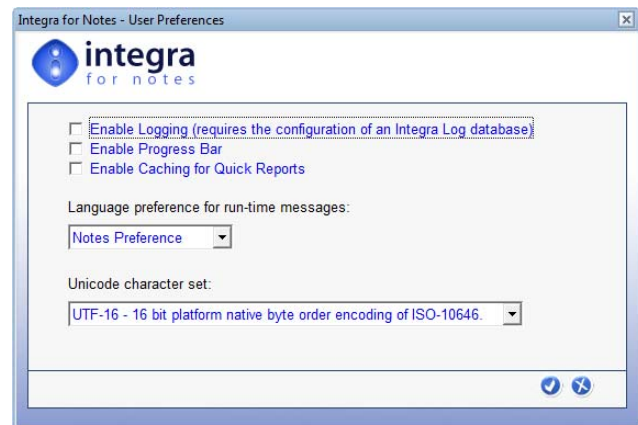 Integra for Notes - User Preferences
integra
for notes
Enable Logging (requires the configuration of an Integra Log database)
Enable Progress Bar
Enable Caching for Quick Reports
Language preference for run-time messages:
Notes Preference
Unicode character set:
UTF-16 - 16 bit platform native byte order encoding of ISO-10646.